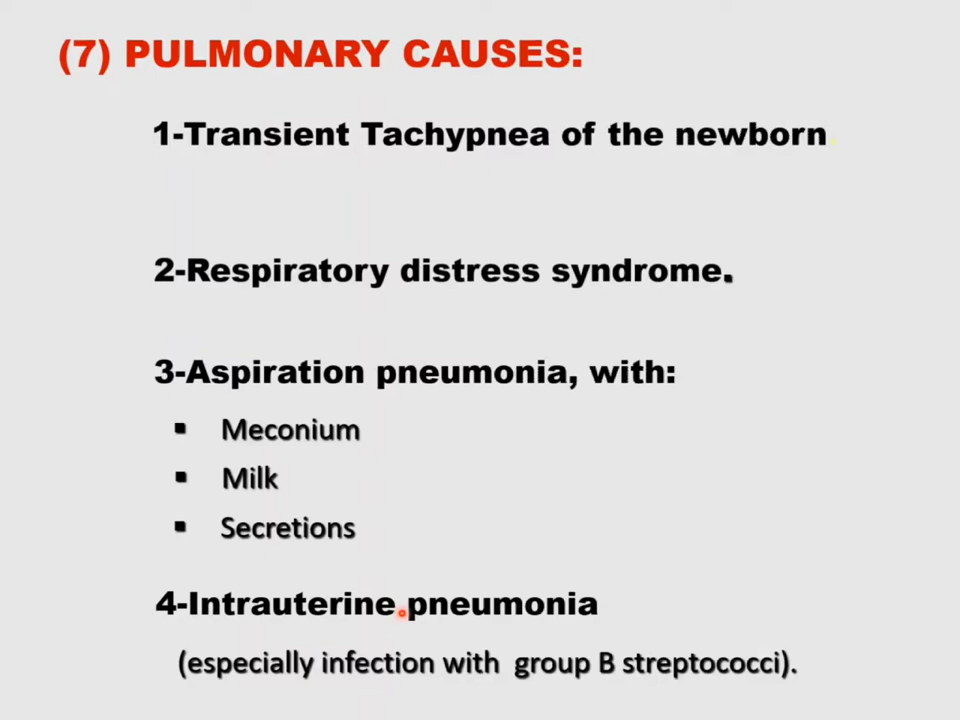 (7) PULMONARY CAUSES:
1-Transient Tachypnea of the newborn.
2-Respiratory distress syndrome.
3-Aspiration pneumonia, with:
▪ Meconium
▪ Milk
▪ Secretions
4-Intrauterine pneumonia
(especially infection with group B streptococci).